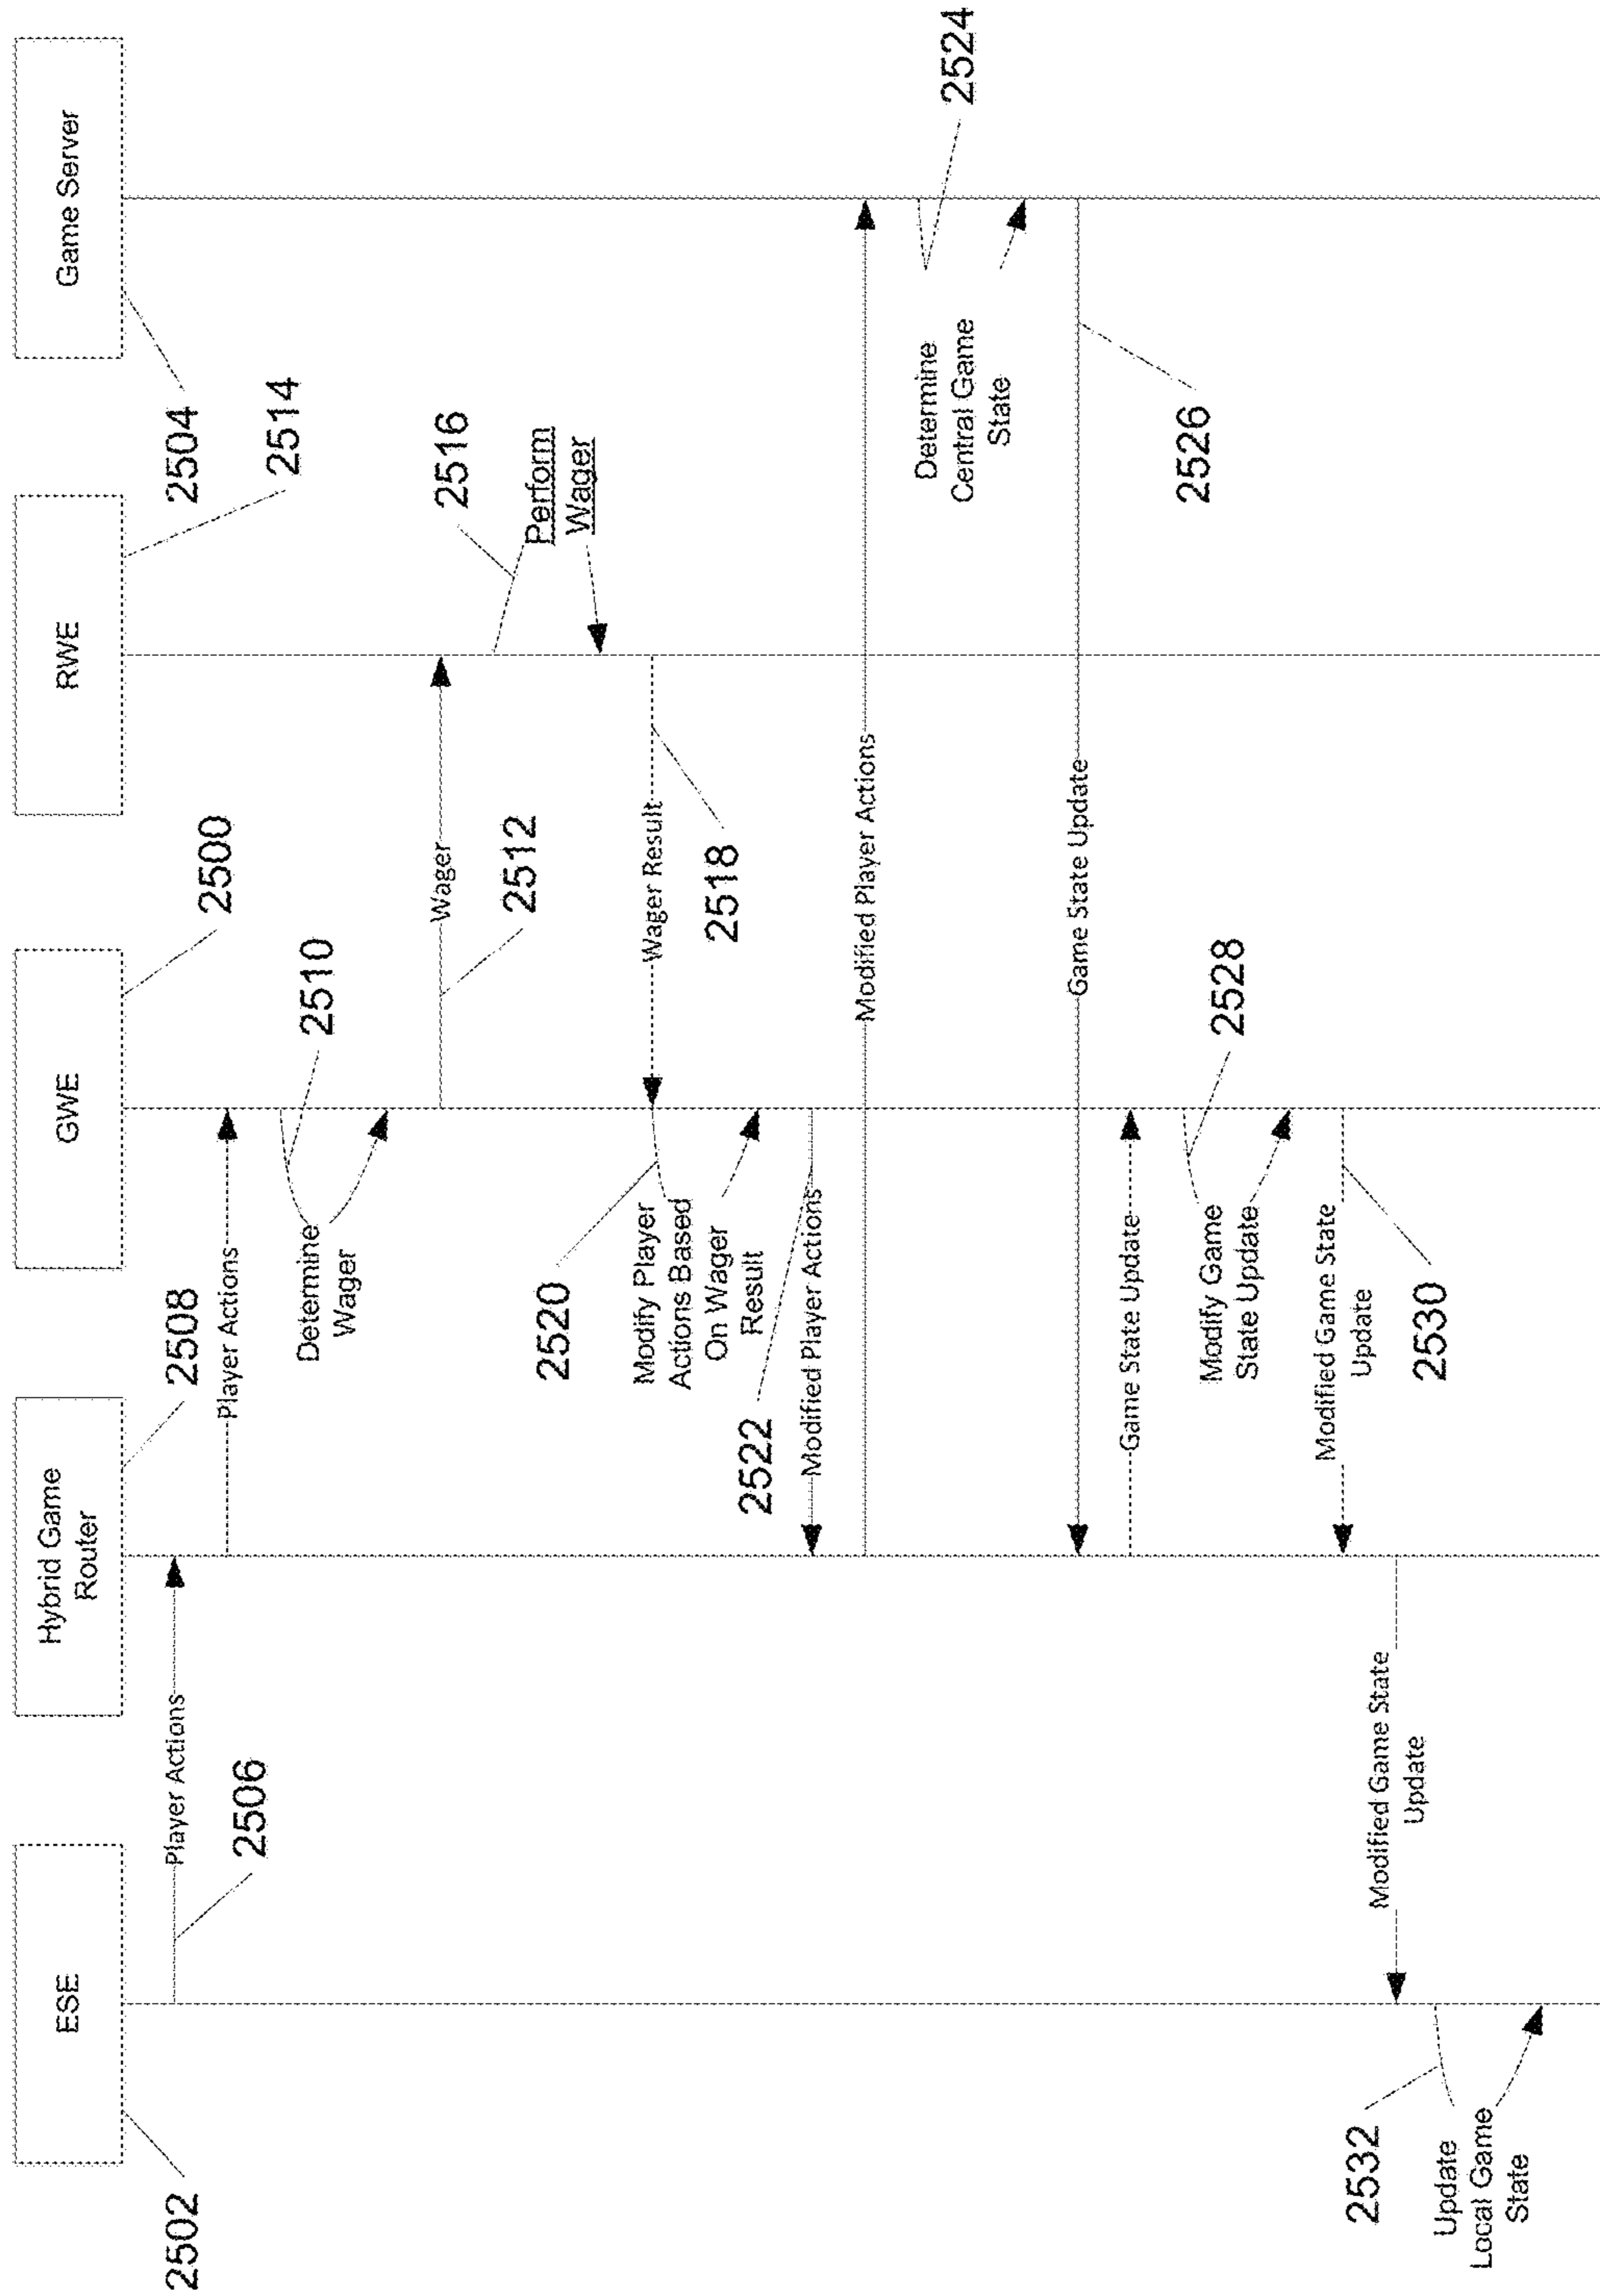 ESE
Hybrid Game
Router
GWE
RWE
Game Server
2502
2508
2500
2514
2504
Player Actions
2506
Player Actions
2510
Determine
Wager
Wager
2512
2516
Perform
Wager
Wager Result
2518
2520
Modify Player
Actions Based
On Wager
Result
2522
Modified Player Actions
Modified Player Actions
2524
Determine
Central Game
State
Game State Update
2526
Game State Update
2528
Modify Game
State Update
Modified Game State
Update
2530
Modified Game State
Update
2532
Update
Local Game
State